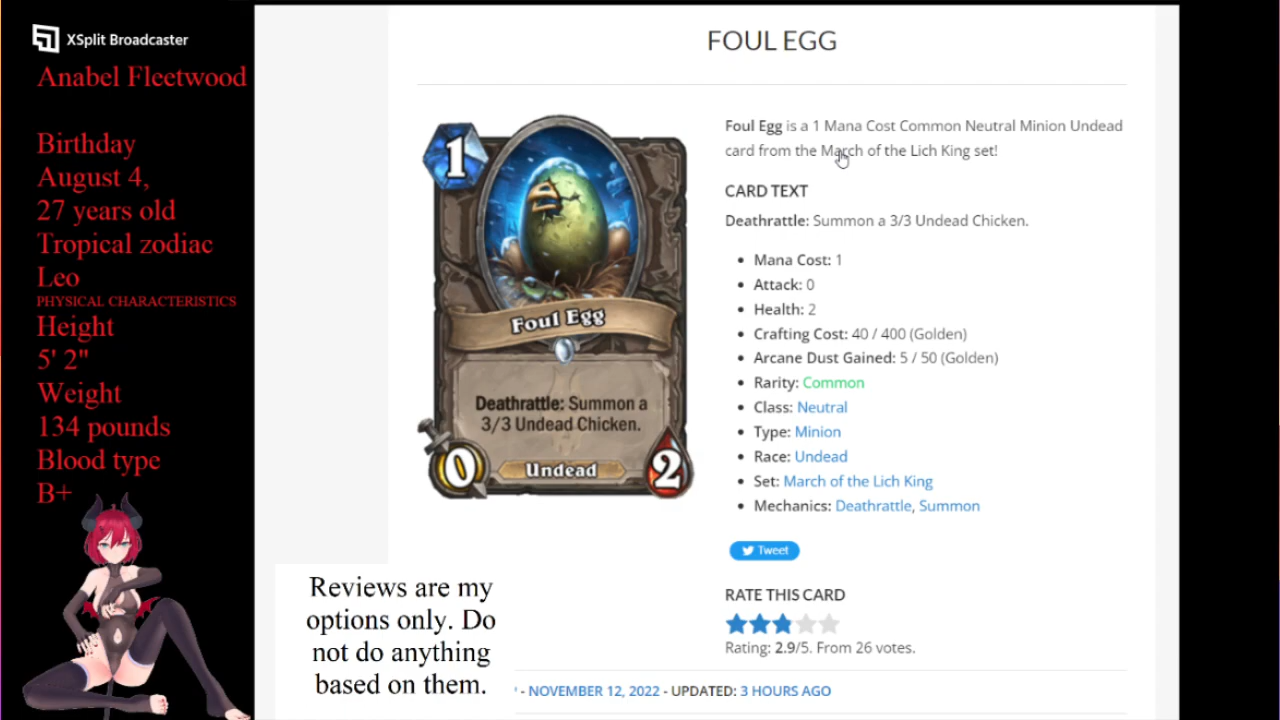 XSplit Broadcaster
Anabel Fleetwood
Birthday
August 4,
27 years old
Tropical zodiac
Leo
PHYSICAL CHARACTERISTICS
Height
5' 2"
Weight
134 pounds
Blood type
B+
FOUL EGG
1
Foul Egg
Deathrattle: Summon a
3/3 Undead Chicken.
0
Undead
2
Foul Egg is a 1 Mana Cost Common Neutral Minion Undead
card from the March of the Lich King set!
CARD TEXT
Deathrattle: Summon a 3/3 Undead Chicken.
Mana Cost: 1
Attack: 0
Health: 2
Crafting Cost: 40 / 400 (Golden)
Arcane Dust Gained: 5 / 50 (Golden)
Rarity: Common
Class: Neutral
Type: Minion
Race: Undead
Set: March of the Lich King
Mechanics: Deathrattle, Summon
Tweet
RATE THIS CARD
Rating: 2.9/5. From 26 votes.
Reviews are my
options only. Do
not do anything
based on them.
- NOVEMBER 12, 2022 - UPDATED: 3 HOURS AGO